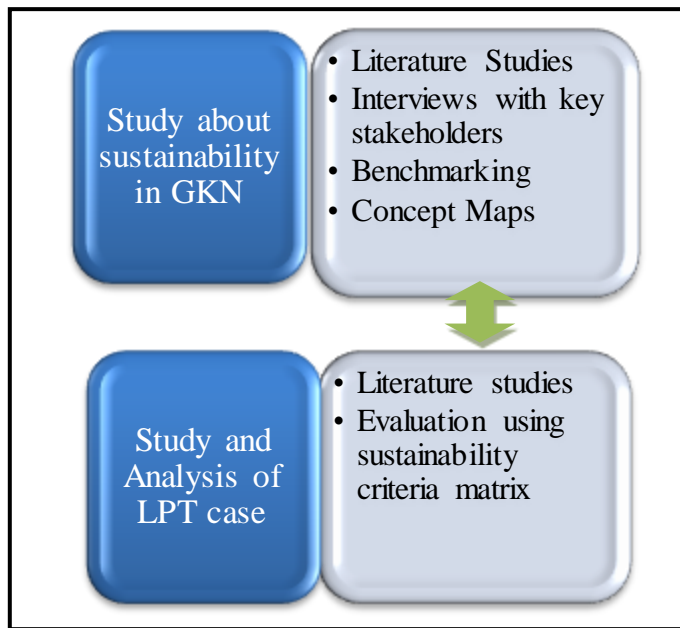 Study about
sustainability
in GKN
• Literature Studies
• Interviews with key
stakeholders
• Benchmarking
• Concept Maps
Study and
Analysis of
LPT case
• Literature studies
• Evaluation using
sustainability
criteria matrix